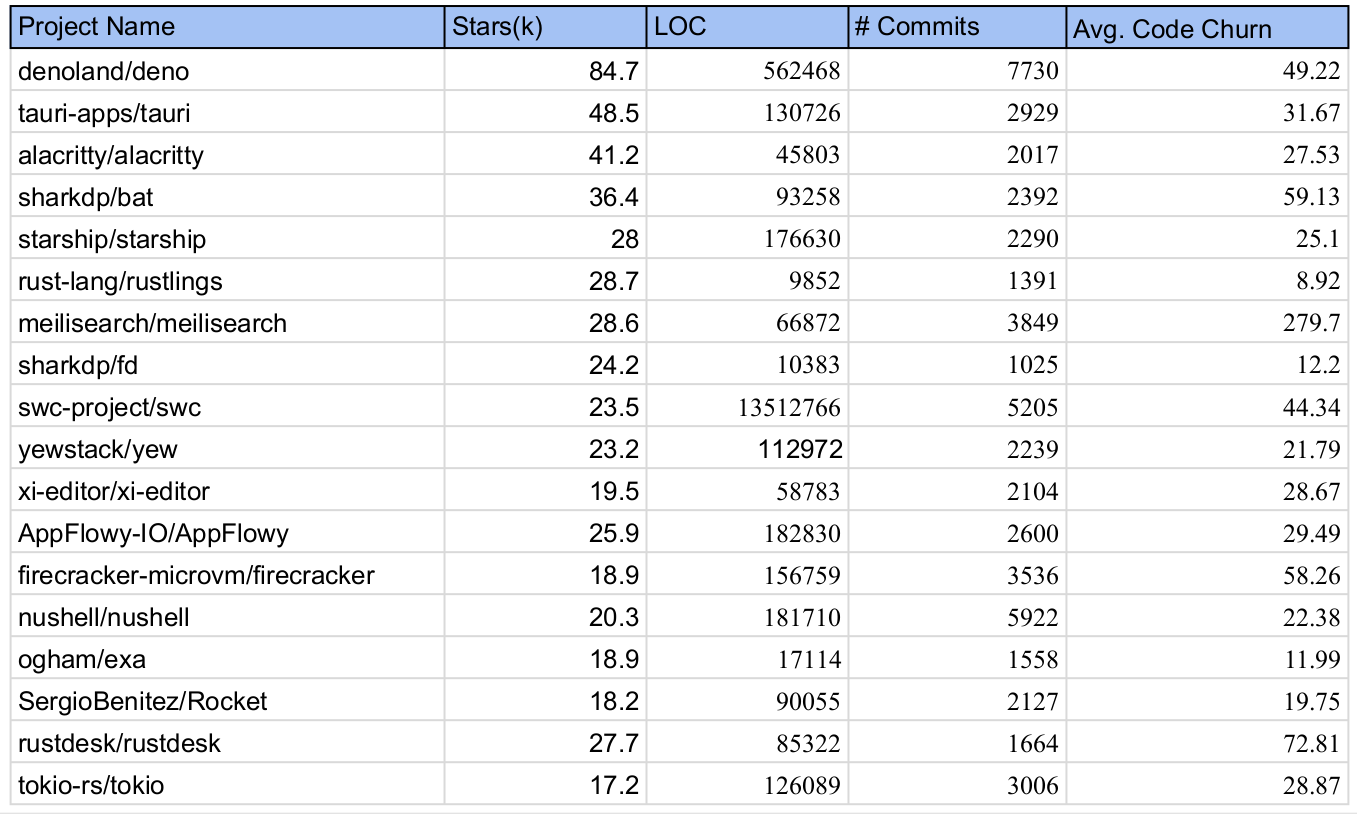 Project Name Stars(k) LOC # Commits Avg. Code Churn
denoland/deno 84.7 562468 7730 49.22
tauri-apps/tauri 48.5 130726 2929 31.67
alacritty/alacritty 41.2 45803 2017 27.53
sharkdp/bat 36.4 93258 2392 59.13
starship/starship 28 176630 2290 25.1
rust-lang/rustlings 28.7 9852 1391 8.92
meilisearch/meilisearch 28.6 66872 3849 279.7
sharkdp/fd 24.2 10383 1025 12.2
swc-project/swc 23.5 13512766 5205 44.34
yewstack/yew 23.2 112972 2239 21.79
xi-editor/xi-editor 19.5 58783 2104 28.67
AppFlowy-IO/AppFlowy 25.9 182830 2600 29.49
firecracker-microvm/firecracker 18.9 156759 3536 58.26
nushell/nushell 20.3 181710 5922 22.38
ogham/exa 18.9 17114 1558 11.99
SergioBenitez/Rocket 18.2 90055 2127 19.75
rustdesk/rustdesk 27.7 85322 1664 72.81
tokio-rs/tokio 17.2 126089 3006 28.87